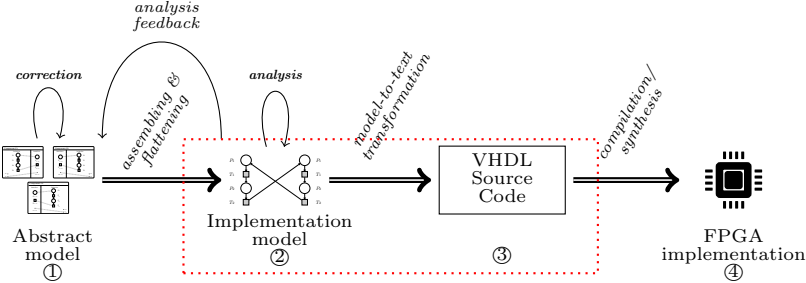 analysis
feedback
correction
analysis
assembling &
flattening
model-to-text
transformation
compilation/
synthesis
VHDL
Source
Code
Abstract
model
①
Implementation
model
②
③
FPGA
implementation
④